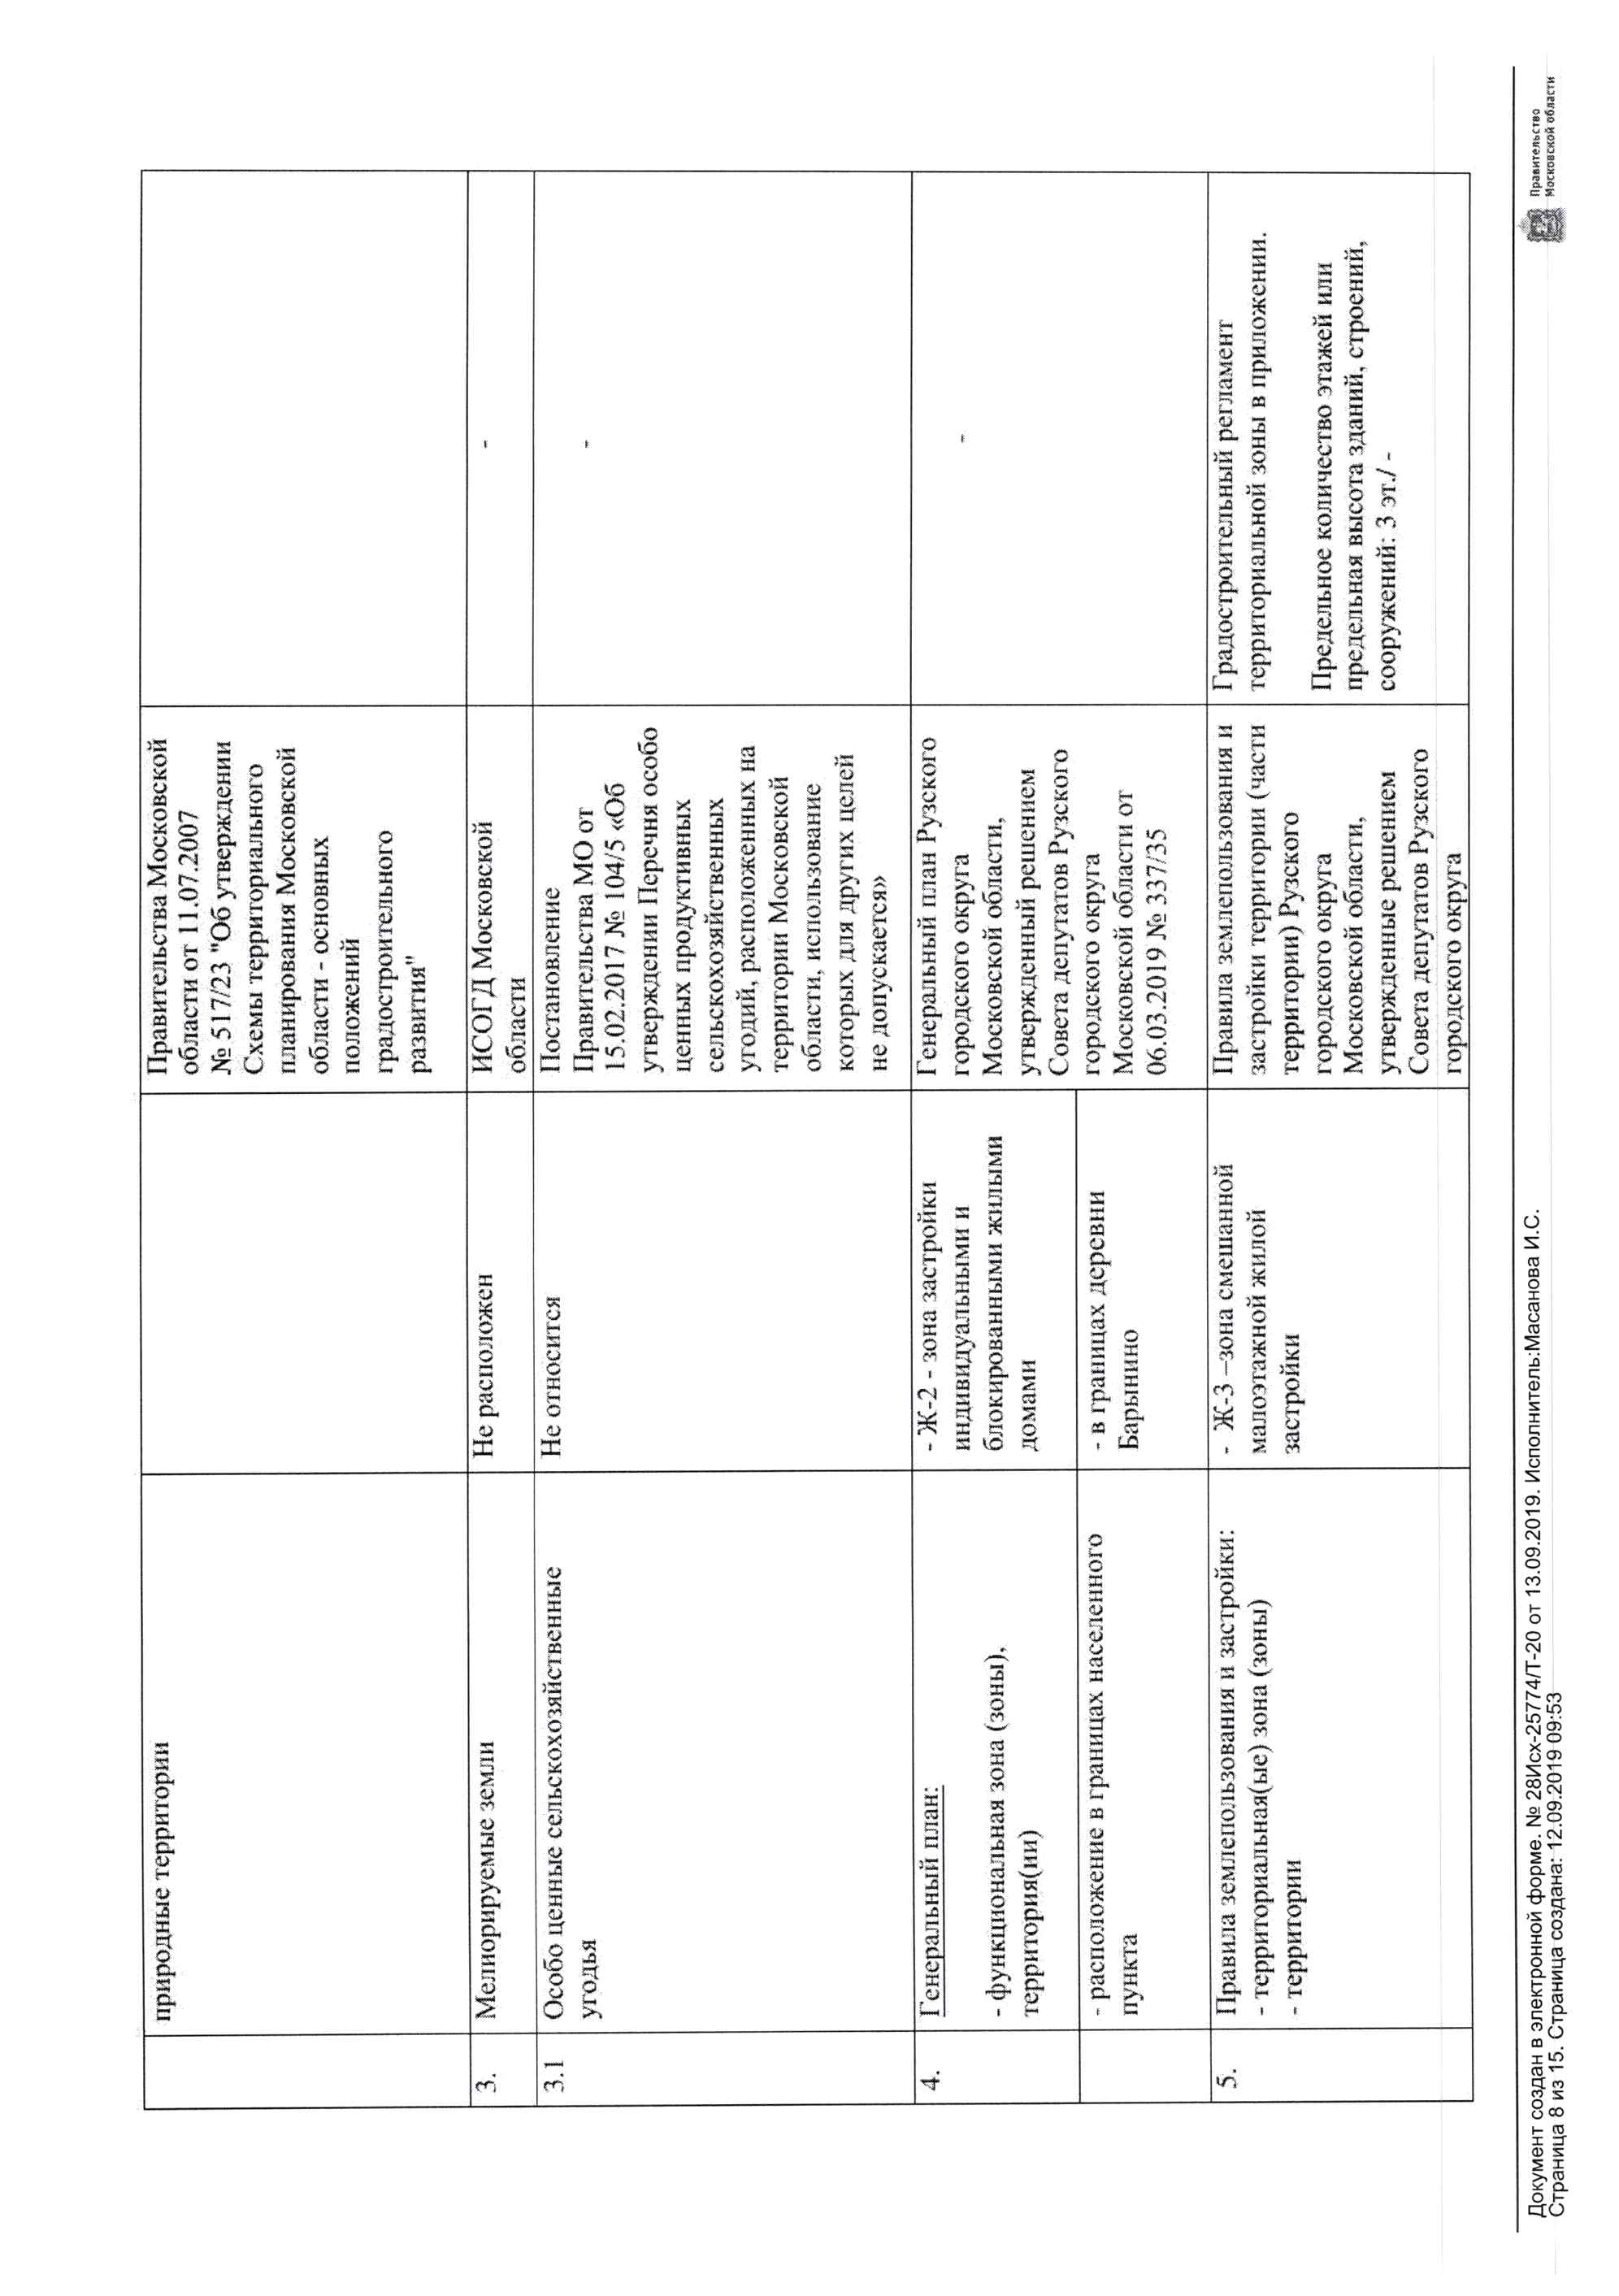 природные территории
Правительства Московской
области от 11.07.2007
№ 517/23 "Об утверждении
Схемы территориального
планирования Московской
области - основных
положений
градостроительного
развития"
3.
Мелиорируемые земли
Не расположен
ИСОГД Московской
области
-
3.1
Особо ценные сельскохозяйственные
угодья
Не относится
Постановление
Правительства МО от
15.02.2017 № 104/5 «Об
утверждении Перечня особо
ценных продуктивных
сельскохозяйственных
угодий, расположенных на
территории Московской
области, использование
которых для других целей
не допускается»
-
4.
Генеральный план:
- функциональная зона (зоны),
территория(ии)
- Ж-2 - зона застройки
индивидуальными и
блокированными жилыми
домами
Генеральный план Рузского
городского округа
Московской области,
утвержденный решением
Совета депутатов Рузского
городского округа
Московской области от
06.03.2019 № 337/35
-
- расположение в границах населенного
пункта
- в границах деревни
Барынино
5.
Правила землепользования и застройки:
- территориальная(ые) зона (зоны)
- территории
- Ж-3 –зона смешанной
малоэтажной жилой
застройки
Правила землепользования и
застройки территории (части
территории) Рузского
городского округа
Московской области,
утвержденные решением
Совета депутатов Рузского
городского округа
Градостроительный регламент
территориальной зоны в приложении.
Предельное количество этажей или
предельная высота зданий, строений,
сооружений: 3 эт./ -
Документ создан в электронной форме. № 28Исх-25774/Т-20 от 13.09.2019. Исполнитель:Масанова И.С.
Страница 8 из 15. Страница создана: 12.09.2019 09:53
Правительство
Московской области